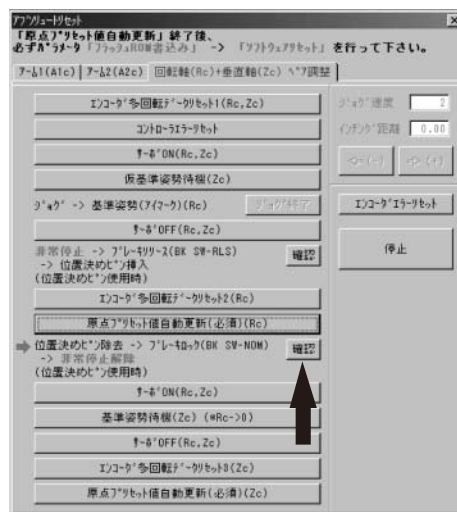 アブソリュートリセット
「原点プリセット値自動更新」終了後、
必ずパラメータ「フラッシュROM書込み」 -> 「ソフトウェアリセット」を行って下さい。
アーム1(A1c) アーム2(A2c) 回転軸(Rc)+垂直軸(Zc) ペア調整
エンコーダ多回転データリセット1(Rc,Zc)
コントローラエラーリセット
サーボON(Rc,Zc)
仮基準姿勢待機(Zc)
ジョグ -> 基準姿勢(アイマーク)(Rc) ジョグ終了
サーボOFF(Rc,Zc)
非常停止 -> ブレーキリリース(BK SW-RLS)
-> 位置決めピン挿入
(位置決めピン使用時)
確認
エンコーダ多回転データリセット2(Rc)
原点プリセット値自動更新(必須)(Rc)
位置決めピン除去 -> ブレーキロック(BK SW-NOM)
-> 非常停止解除
(位置決めピン使用時)
確認
サーボON(Rc,Zc)
基準姿勢待機(Zc) (*Rc->0)
サーボOFF(Rc,Zc)
エンコーダ多回転データリセット3(Zc)
原点プリセット値自動更新(必須)(Zc)
ジョグ速度 2
インチング距離 0.00
<=(-) =>(+)
エンコーダエラーリセット
停止